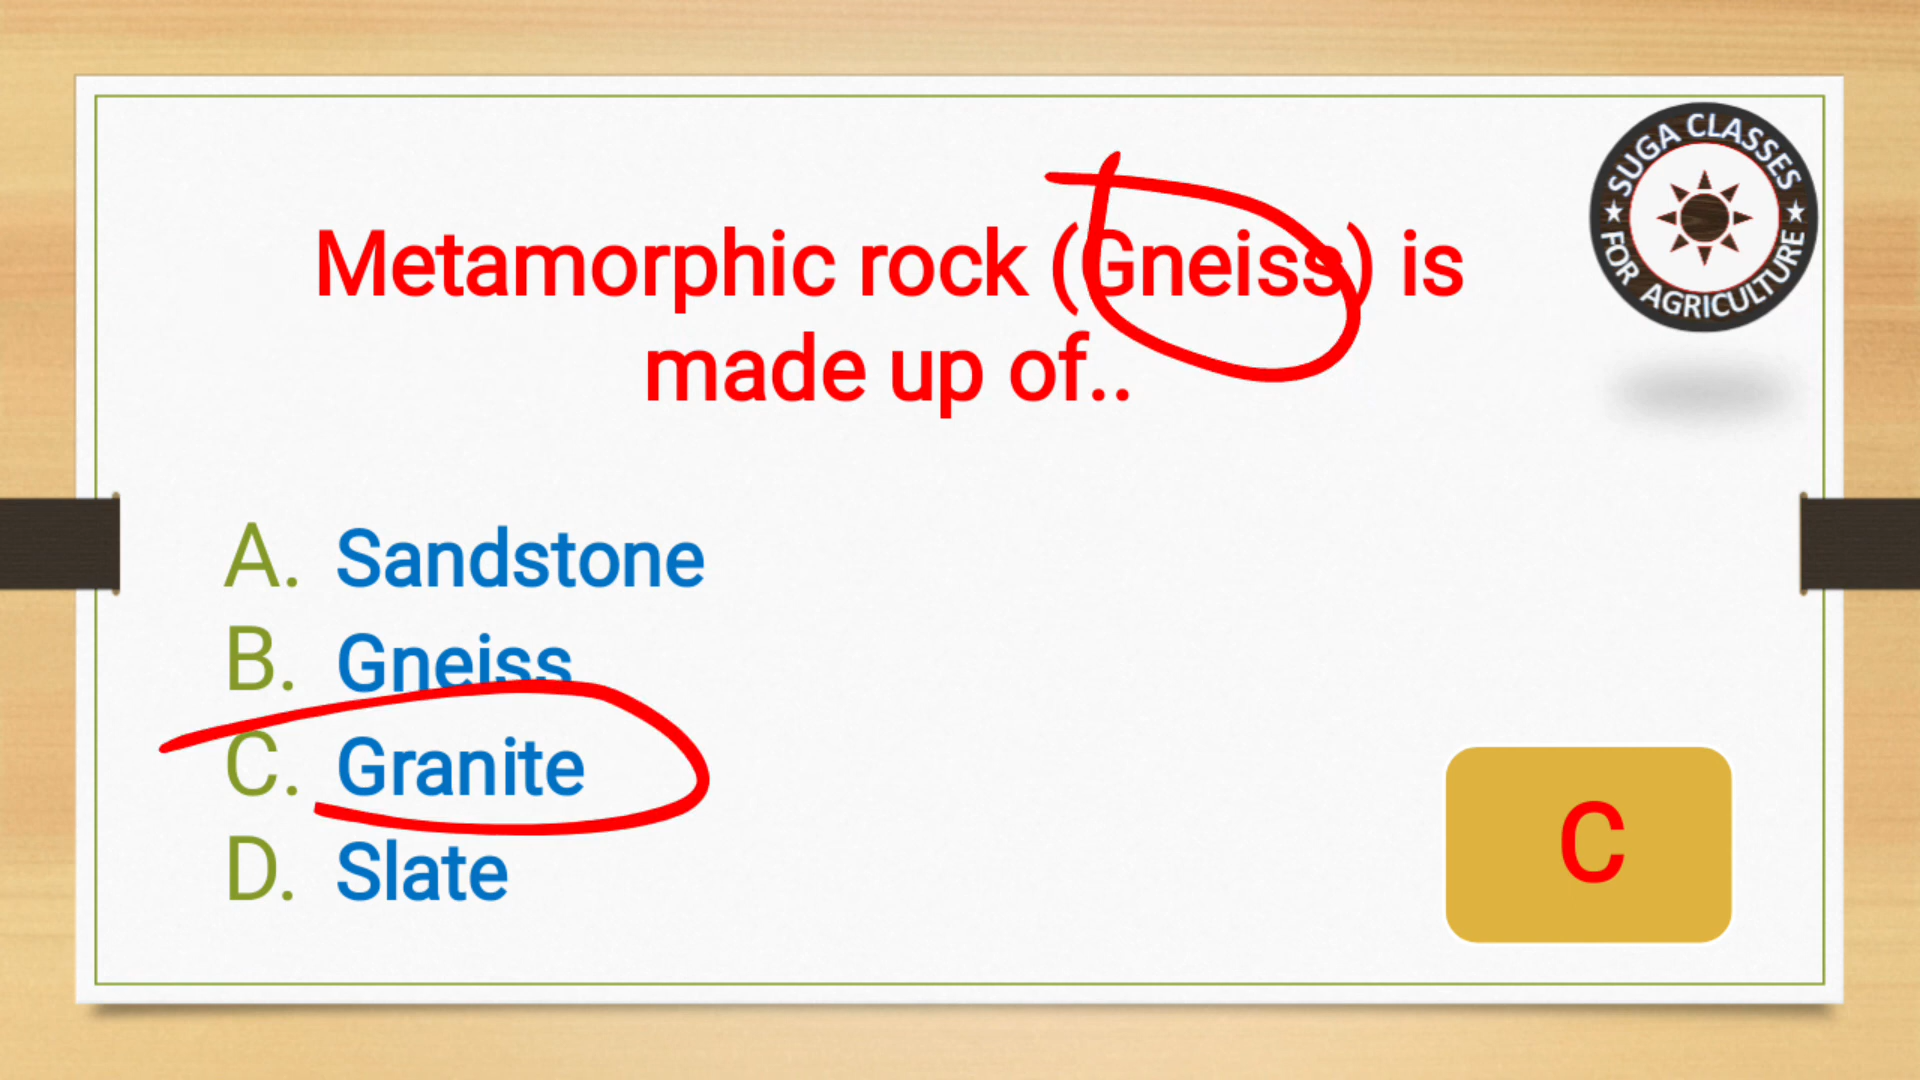 SUGA CLASSES
FOR AGRICULTURE
Metamorphic rock (Gneiss) is
made up of..
A. Sandstone
B. Gneiss
C. Granite
D. Slate
C